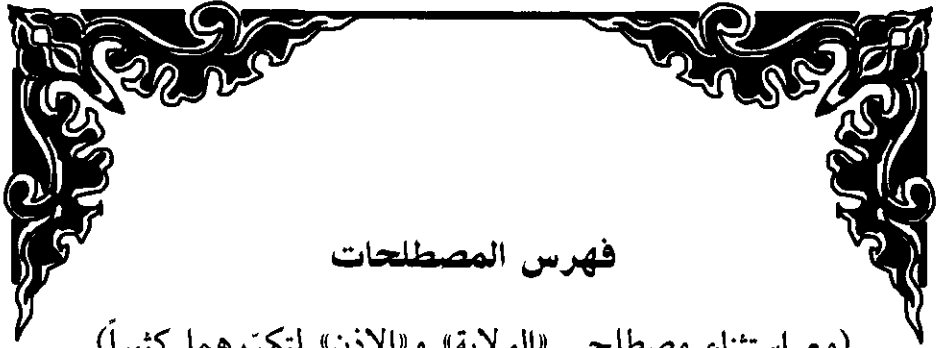 فهرس المصطلحات
(مع استثناء مصطلحي «الولاية» و«الإذن» لتكرّرهما كثيراً)